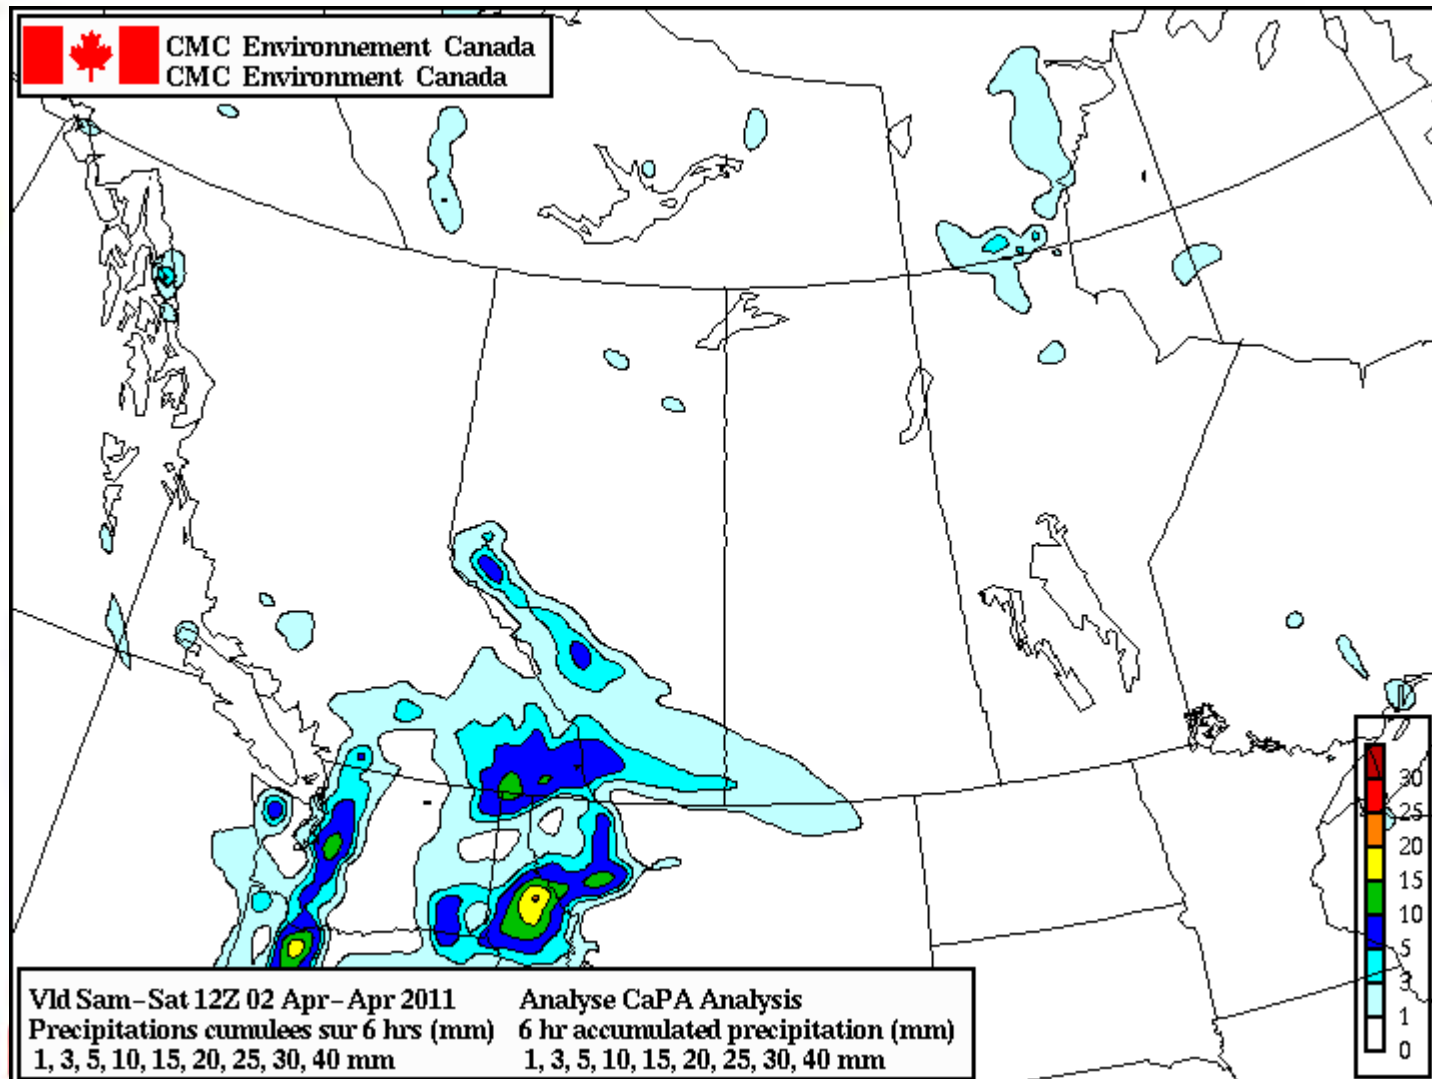 CMC Environnement Canada
CMC Environment Canada
30
25
20
15
10
5
3
1
0
Vld Sam-Sat 12Z 02 Apr-Apr 2011
Precipitations cumulees sur 6 hrs (mm)
1, 3, 5, 10, 15, 20, 25, 30, 40 mm
Analyse CaPA Analysis
6 hr accumulated precipitation (mm)
1, 3, 5, 10, 15, 20, 25, 30, 40 mm